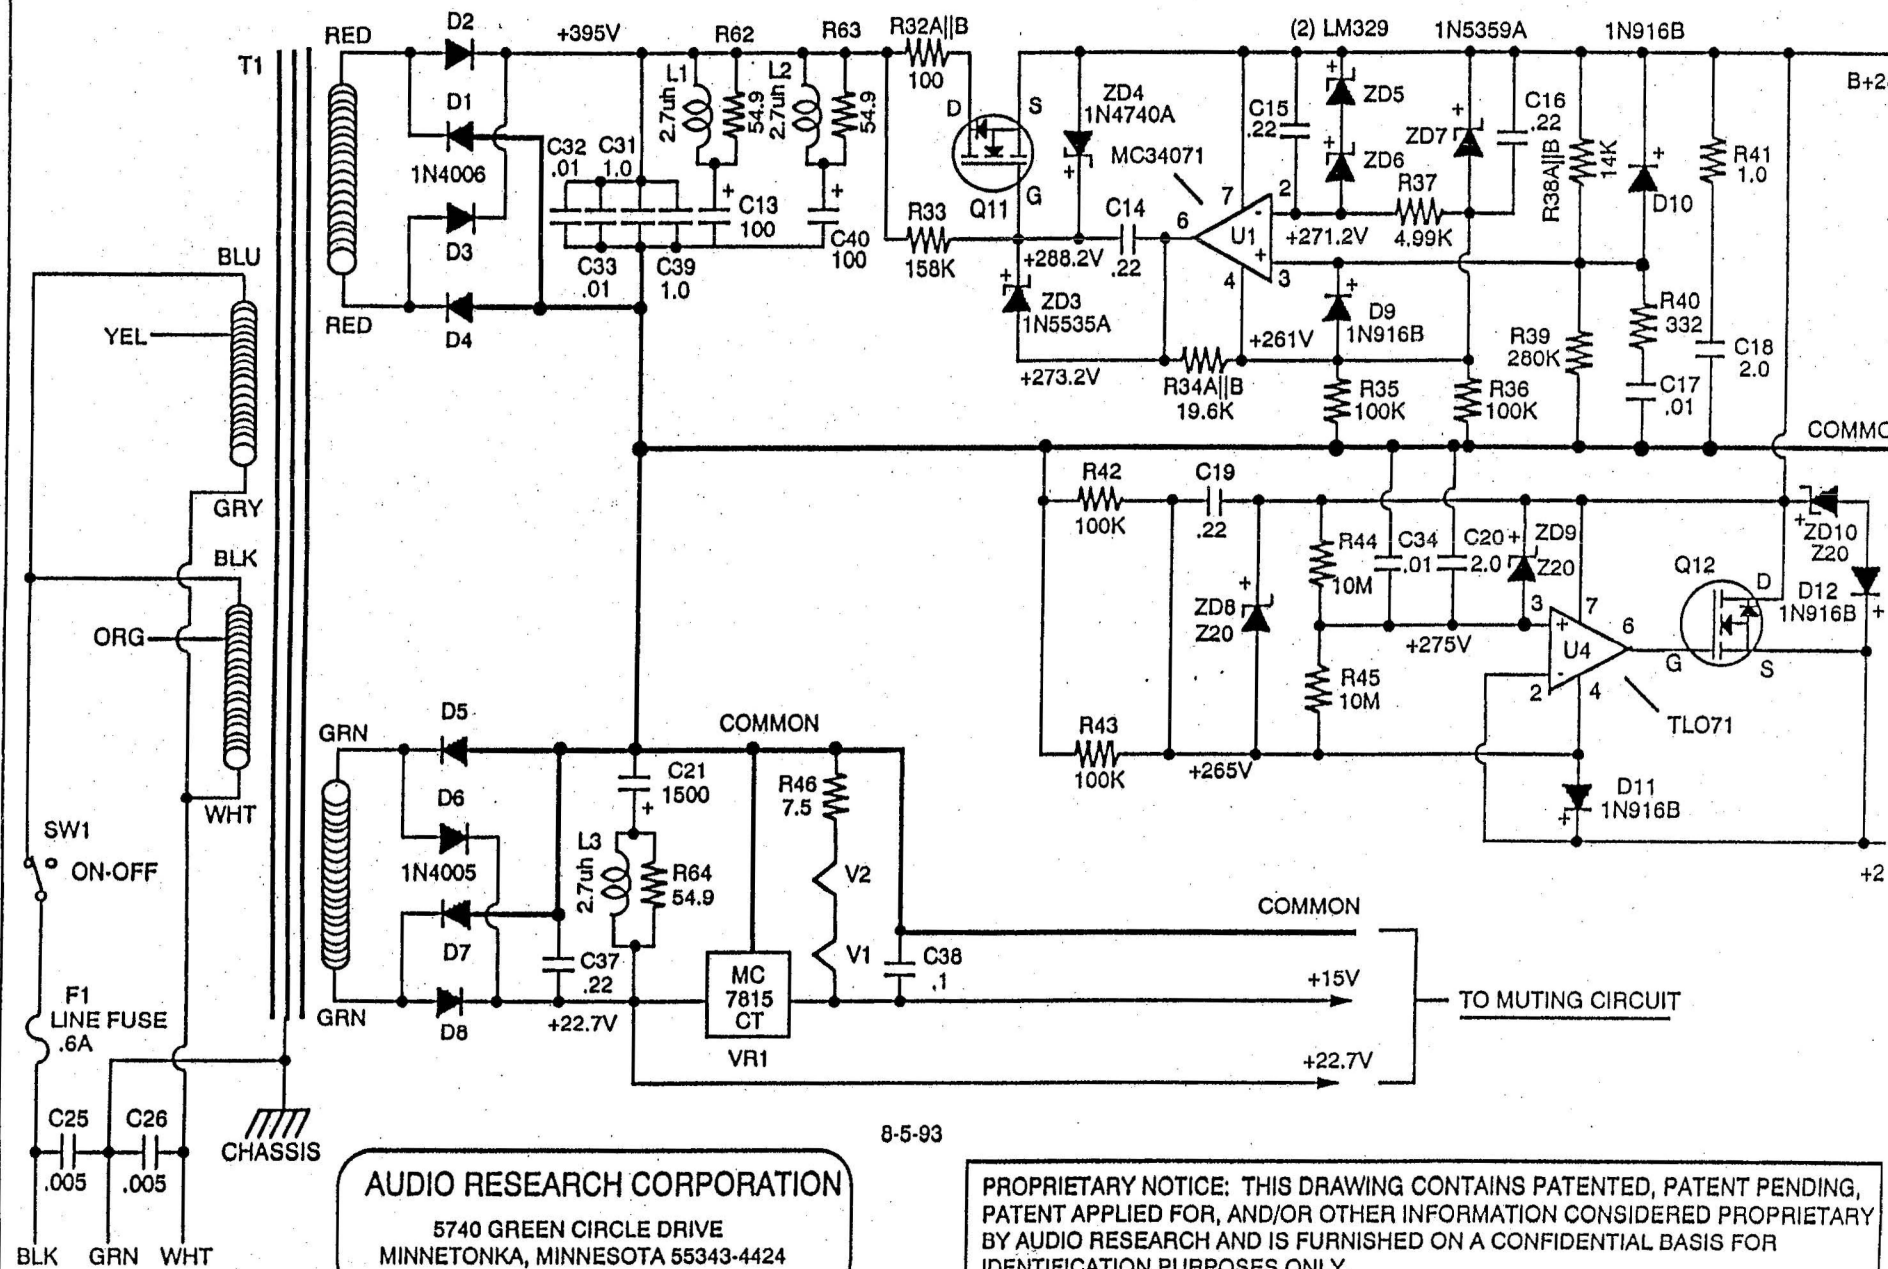 T1
RED
D2
+395V
R62
R63
R32A||B
100
(2) LM329
1N5359A
1N916B
D1
1N4006
L1
2.7uh
54.9
L2
2.7uh
54.9
D
S
G
Q11
ZD4
1N4740A
MC34071
C15
.22
ZD5
ZD6
ZD7
C16
.22
R38A||B
14K
D10
R41
1.0
D3
D4
RED
C32
.01
C31
1.0
C33
.01
C39
1.0
C13
+
100
C40
+
100
R33
158K
+288.2V
C14
.22
6
7
2
-
U1
+
3
4
+271.2V
R37
4.99K
ZD3
1N5535A
+273.2V
R34A||B
19.6K
+261V
D9
1N916B
R35
100K
R36
100K
R39
280K
R40
332
C17
.01
C18
2.0
BLU
YEL
GRY
BLK
ORG
WHT
SW1
ON-OFF
F1
LINE FUSE
.6A
C25
.005
C26
.005
CHASSIS
BLK
GRN
WHT
R42
100K
C19
.22
ZD8
Z20
R44
10M
C34
.01
C20
2.0
ZD9
Z20
+275V
R45
10M
R43
100K
+265V
3
+
7
U4
6
2
-
4
TLO71
Q12
D
G
S
ZD10
Z20
D12
1N916B
D11
1N916B
GRN
D5
D6
1N4005
D7
D8
GRN
COMMON
C21
1500
+
L3
2.7uh
R64
54.9
C37
.22
+22.7V
MC
7815
CT
VR1
R46
7.5
V2
V1
C38
.1
COMMON
+15V
+22.7V
TO MUTING CIRCUIT
8-5-93
AUDIO RESEARCH CORPORATION
5740 GREEN CIRCLE DRIVE
MINNETONKA, MINNESOTA 55343-4424
PROPRIETARY NOTICE: THIS DRAWING CONTAINS PATENTED, PATENT PENDING,
PATENT APPLIED FOR, AND/OR OTHER INFORMATION CONSIDERED PROPRIETARY
BY AUDIO RESEARCH AND IS FURNISHED ON A CONFIDENTIAL BASIS FOR
IDENTIFICATION PURPOSES ONLY